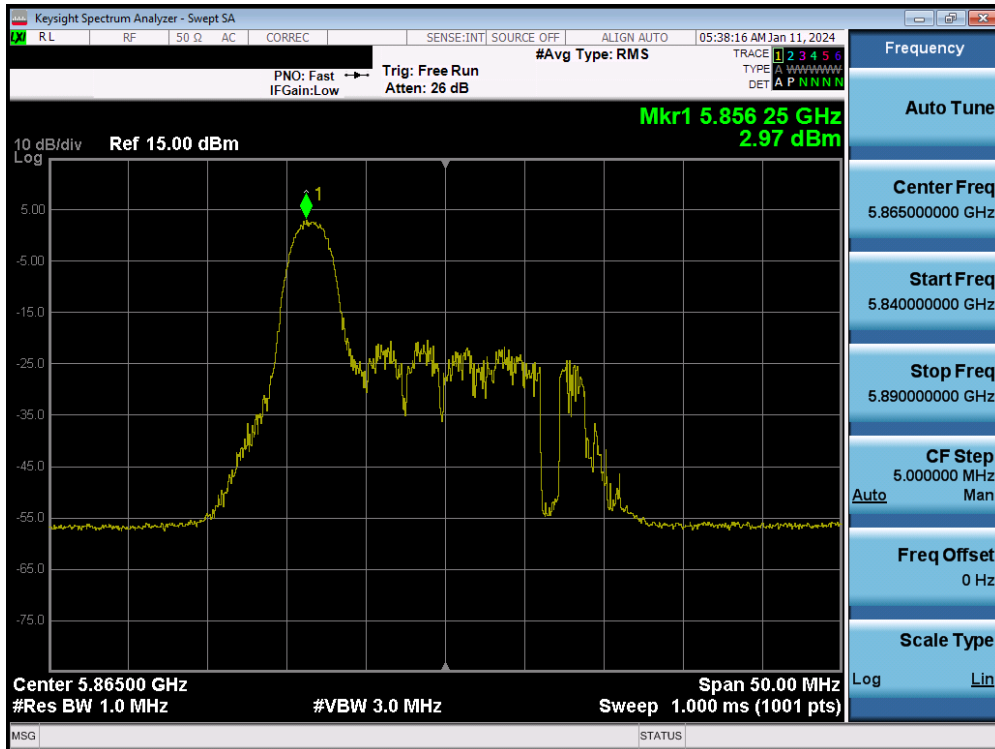 Keysight Spectrum Analyzer - Swept SA
LXI RL RF 50 Ω AC CORREC SENSE:INT SOURCE OFF ALIGN AUTO 05:38:16 AM Jan 11, 2024
#Avg Type: RMS
TRACE 1 2 3 4 5 6
TYPE A W W W W W
DET A P N N N N
PNO: Fast
IFGain:Low
Trig: Free Run
Atten: 26 dB
Mkr1 5.856 25 GHz
2.97 dBm
10 dB/div
Log
Ref 15.00 dBm
1
5.00
-5.00
-15.0
-25.0
-35.0
-45.0
-55.0
-65.0
-75.0
Center 5.86500 GHz
Span 50.00 MHz
#Res BW 1.0 MHz
#VBW 3.0 MHz
Sweep 1.000 ms (1001 pts)
MSG
STATUS
Frequency
Auto Tune
Center Freq
5.865000000 GHz
Start Freq
5.840000000 GHz
Stop Freq
5.890000000 GHz
CF Step
5.000000 MHz
Auto Man
Freq Offset
0 Hz
Scale Type
Log Lin